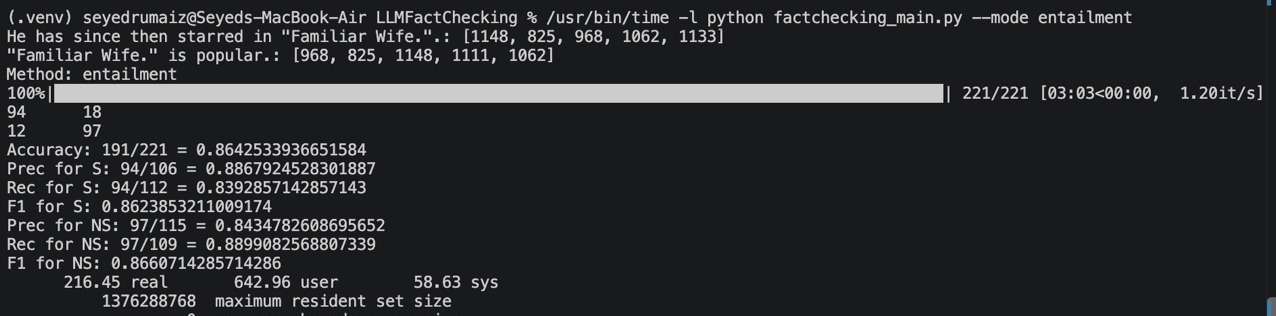 (.venv) seyedrumaiz@Seyeds-MacBook-Air LLMFactChecking % /usr/bin/time -l python factchecking_main.py --mode entailment
He has since then starred in "Familiar Wife.".: [1148, 825, 968, 1062, 1133]
"Familiar Wife." is popular.: [968, 825, 1148, 1111, 1062]
Method: entailment
100%| | 221/221 [03:03<00:00,  1.20it/s]
94      18
12      97
Accuracy: 191/221 = 0.8642533936651584
Prec for S: 94/106 = 0.8867924528301887
Rec for S: 94/112 = 0.8392857142857143
F1 for S: 0.8623853211009174
Prec for NS: 97/115 = 0.8434782608695652
Rec for NS: 97/109 = 0.8899082568807339
F1 for NS: 0.8660714285714286
216.45 real       642.96 user        58.63 sys
1376288768  maximum resident set size